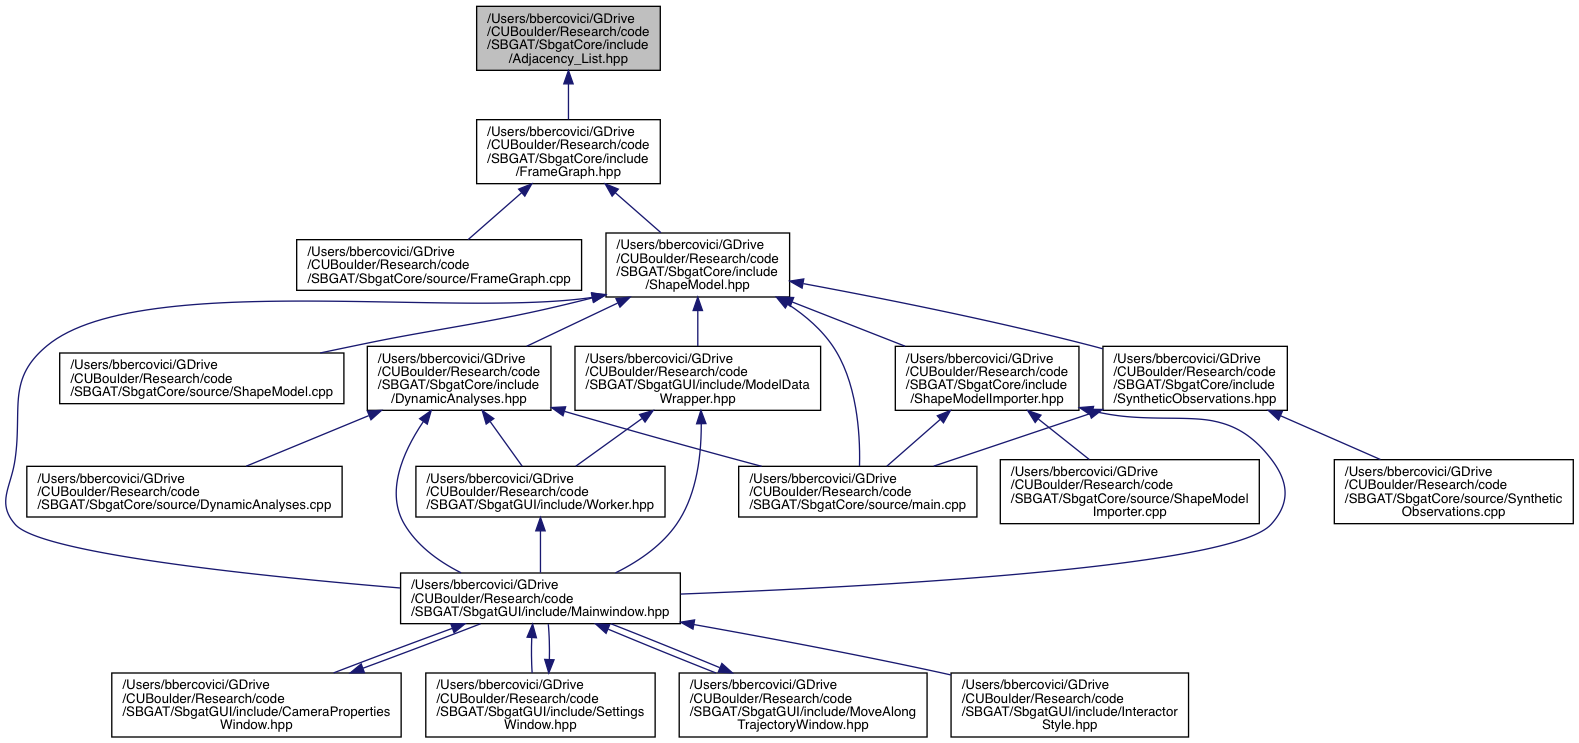 /Users/bbercovici/GDrive
/CUBoulder/Research/code
/SBGAT/SbgatCore/include
/Adjacency_List.hpp
/Users/bbercovici/GDrive
/CUBoulder/Research/code
/SBGAT/SbgatCore/include
/FrameGraph.hpp
/Users/bbercovici/GDrive
/CUBoulder/Research/code
/SBGAT/SbgatCore/source/FrameGraph.cpp
/Users/bbercovici/GDrive
/CUBoulder/Research/code
/SBGAT/SbgatCore/include
/ShapeModel.hpp
/Users/bbercovici/GDrive
/CUBoulder/Research/code
/SBGAT/SbgatCore/source/ShapeModel.cpp
/Users/bbercovici/GDrive
/CUBoulder/Research/code
/SBGAT/SbgatCore/include
/DynamicAnalyses.hpp
/Users/bbercovici/GDrive
/CUBoulder/Research/code
/SBGAT/SbgatGUI/include/ModelData
Wrapper.hpp
/Users/bbercovici/GDrive
/CUBoulder/Research/code
/SBGAT/SbgatCore/include
/ShapeModelImporter.hpp
/Users/bbercovici/GDrive
/CUBoulder/Research/code
/SBGAT/SbgatCore/include
/SyntheticObservations.hpp
/Users/bbercovici/GDrive
/CUBoulder/Research/code
/SBGAT/SbgatCore/source/DynamicAnalyses.cpp
/Users/bbercovici/GDrive
/CUBoulder/Research/code
/SBGAT/SbgatGUI/include/Worker.hpp
/Users/bbercovici/GDrive
/CUBoulder/Research/code
/SBGAT/SbgatCore/source/main.cpp
/Users/bbercovici/GDrive
/CUBoulder/Research/code
/SBGAT/SbgatCore/source/ShapeModel
Importer.cpp
/Users/bbercovici/GDrive
/CUBoulder/Research/code
/SBGAT/SbgatCore/source/Synthetic
Observations.cpp
/Users/bbercovici/GDrive
/CUBoulder/Research/code
/SBGAT/SbgatGUI/include/Mainwindow.hpp
/Users/bbercovici/GDrive
/CUBoulder/Research/code
/SBGAT/SbgatGUI/include/CameraProperties
Window.hpp
/Users/bbercovici/GDrive
/CUBoulder/Research/code
/SBGAT/SbgatGUI/include/Settings
Window.hpp
/Users/bbercovici/GDrive
/CUBoulder/Research/code
/SBGAT/SbgatGUI/include/MoveAlong
TrajectoryWindow.hpp
/Users/bbercovici/GDrive
/CUBoulder/Research/code
/SBGAT/SbgatGUI/include/Interactor
Style.hpp